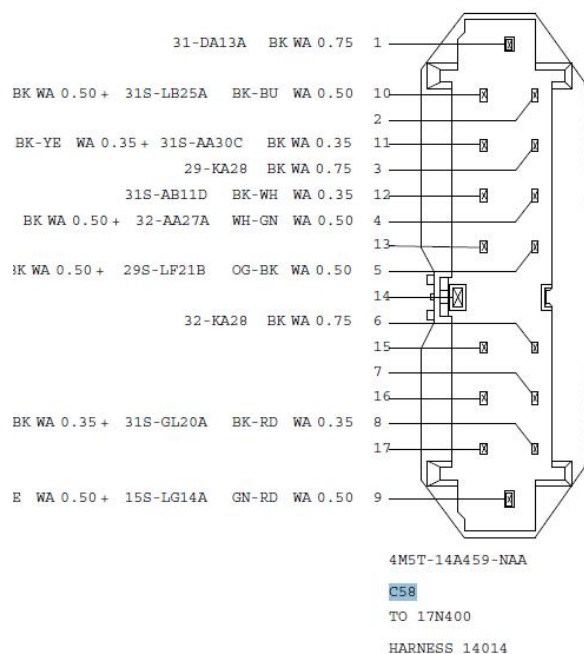 31-DA13A BK WA 0.75 1
BK WA 0.50 + 31S-LB25A BK-BU WA 0.50 10
2
BK-YE WA 0.35 + 31S-AA30C BK WA 0.35 11
29-KA28 BK WA 0.75 3
31S-AB11D BK-WH WA 0.35 12
BK WA 0.50 + 32-AA27A WH-GN WA 0.50 4
13
BK WA 0.50 + 29S-LF21B OG-BK WA 0.50 5
14
32-KA28 BK WA 0.75 6
15
7
16
BK WA 0.35 + 31S-GL20A BK-RD WA 0.35 8
17
E WA 0.50 + 15S-LG14A GN-RD WA 0.50 9
4M5T-14A459-NAA
C58
TO 17N400
HARNESS 14014